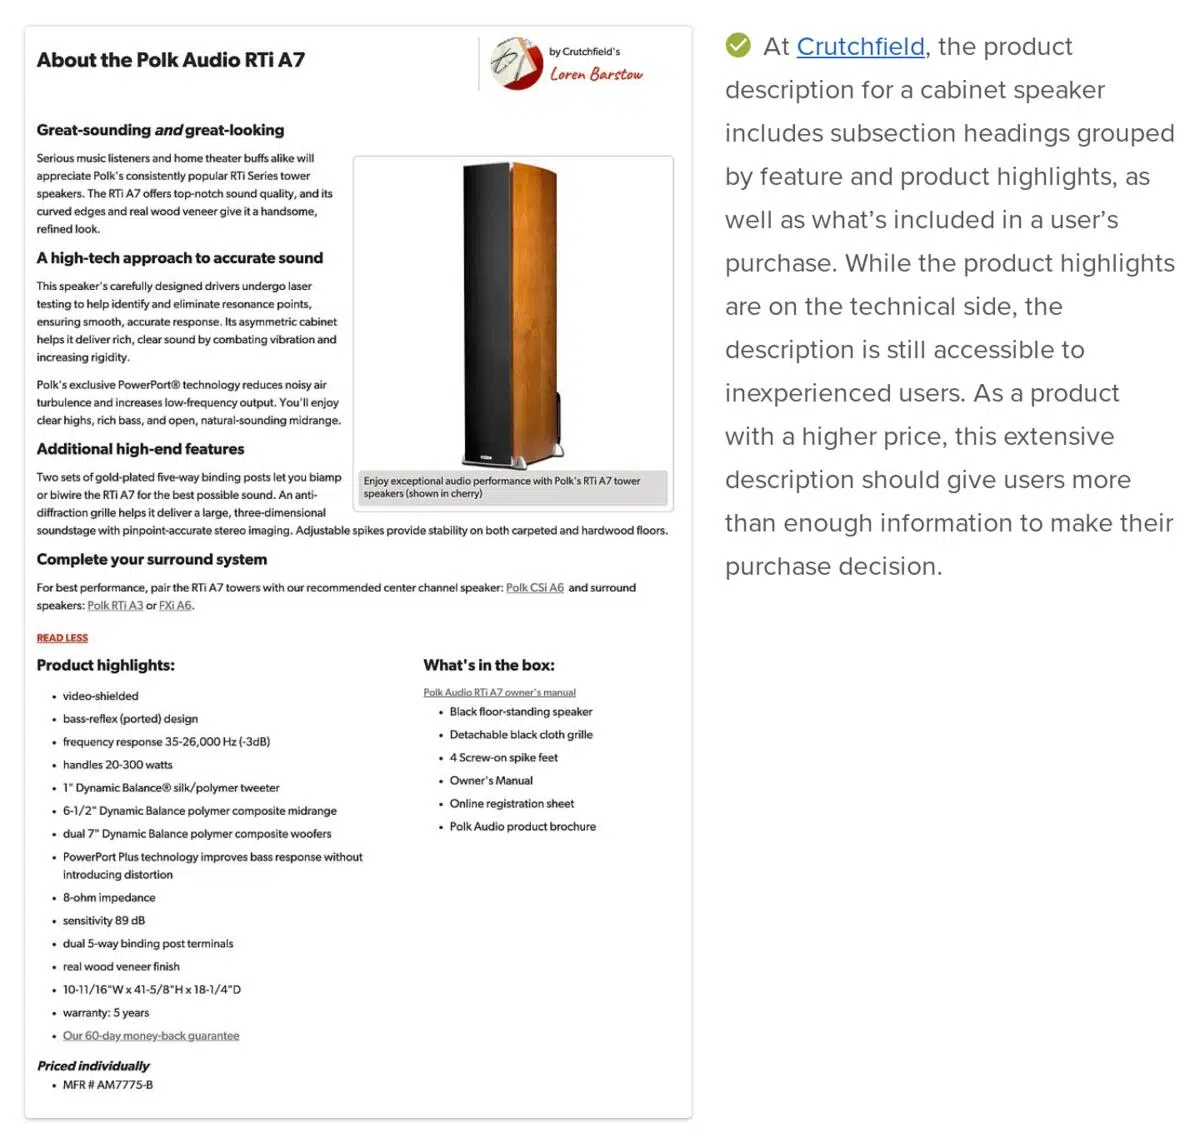 About the Polk Audio RTi A7
by Crutchfield's
Loren Barstow
Great-sounding and great-looking
Serious music listeners and home theater buffs alike will
appreciate Polk's consistently popular RTi Series tower
speakers. The RTi A7 offers top-notch sound quality, and its
curved edges and real wood veneer give it a handsome,
refined look.
A high-tech approach to accurate sound
This speaker's carefully designed drivers undergo laser
testing to help identify and eliminate resonance points,
ensuring smooth, accurate response. Its asymmetric cabinet
helps it deliver rich, clear sound by combating vibration and
increasing rigidity.
Polk's exclusive PowerPort® technology reduces noisy air
turbulence and increases low-frequency output. You'll enjoy
clear highs, rich bass, and open, natural-sounding midrange.
Additional high-end features
Two sets of gold-plated five-way binding posts let you biamp
or biwire the RTi A7 for the best possible sound. An anti-
diffraction grille helps it deliver a large, three-dimensional
soundstage with pinpoint-accurate stereo imaging. Adjustable spikes provide stability on both carpeted and hardwood floors.
Enjoy exceptional audio performance with Polk's RTi A7 tower
speakers (shown in cherry)
Complete your surround system
For best performance, pair the RTi A7 towers with our recommended center channel speaker: Polk CSi A6 and surround
speakers: Polk RTi A3 or FXi A6.
READ LESS
Product highlights:
• video-shielded
• bass-reflex (ported) design
• frequency response 35-26,000 Hz (-3dB)
• handles 20-300 watts
• 1" Dynamic Balance® silk/polymer tweeter
• 6-1/2" Dynamic Balance polymer composite midrange
• dual 7" Dynamic Balance polymer composite woofers
• PowerPort Plus technology improves bass response without
introducing distortion
• 8-ohm impedance
• sensitivity 89 dB
• dual 5-way binding post terminals
• real wood veneer finish
• 10-11/16"W x 41-5/8"H x 18-1/4"D
• warranty: 5 years
• Our 60-day money-back guarantee
Priced individually
• MFR # AM7775-B
What's in the box:
Polk Audio RTi A7 owner's manual
• Black floor-standing speaker
• Detachable black cloth grille
• 4 Screw-on spike feet
• Owner's Manual
• Online registration sheet
• Polk Audio product brochure
At Crutchfield, the product
description for a cabinet speaker
includes subsection headings grouped
by feature and product highlights, as
well as what’s included in a user’s
purchase. While the product highlights
are on the technical side, the
description is still accessible to
inexperienced users. As a product
with a higher price, this extensive
description should give users more
than enough information to make their
purchase decision.